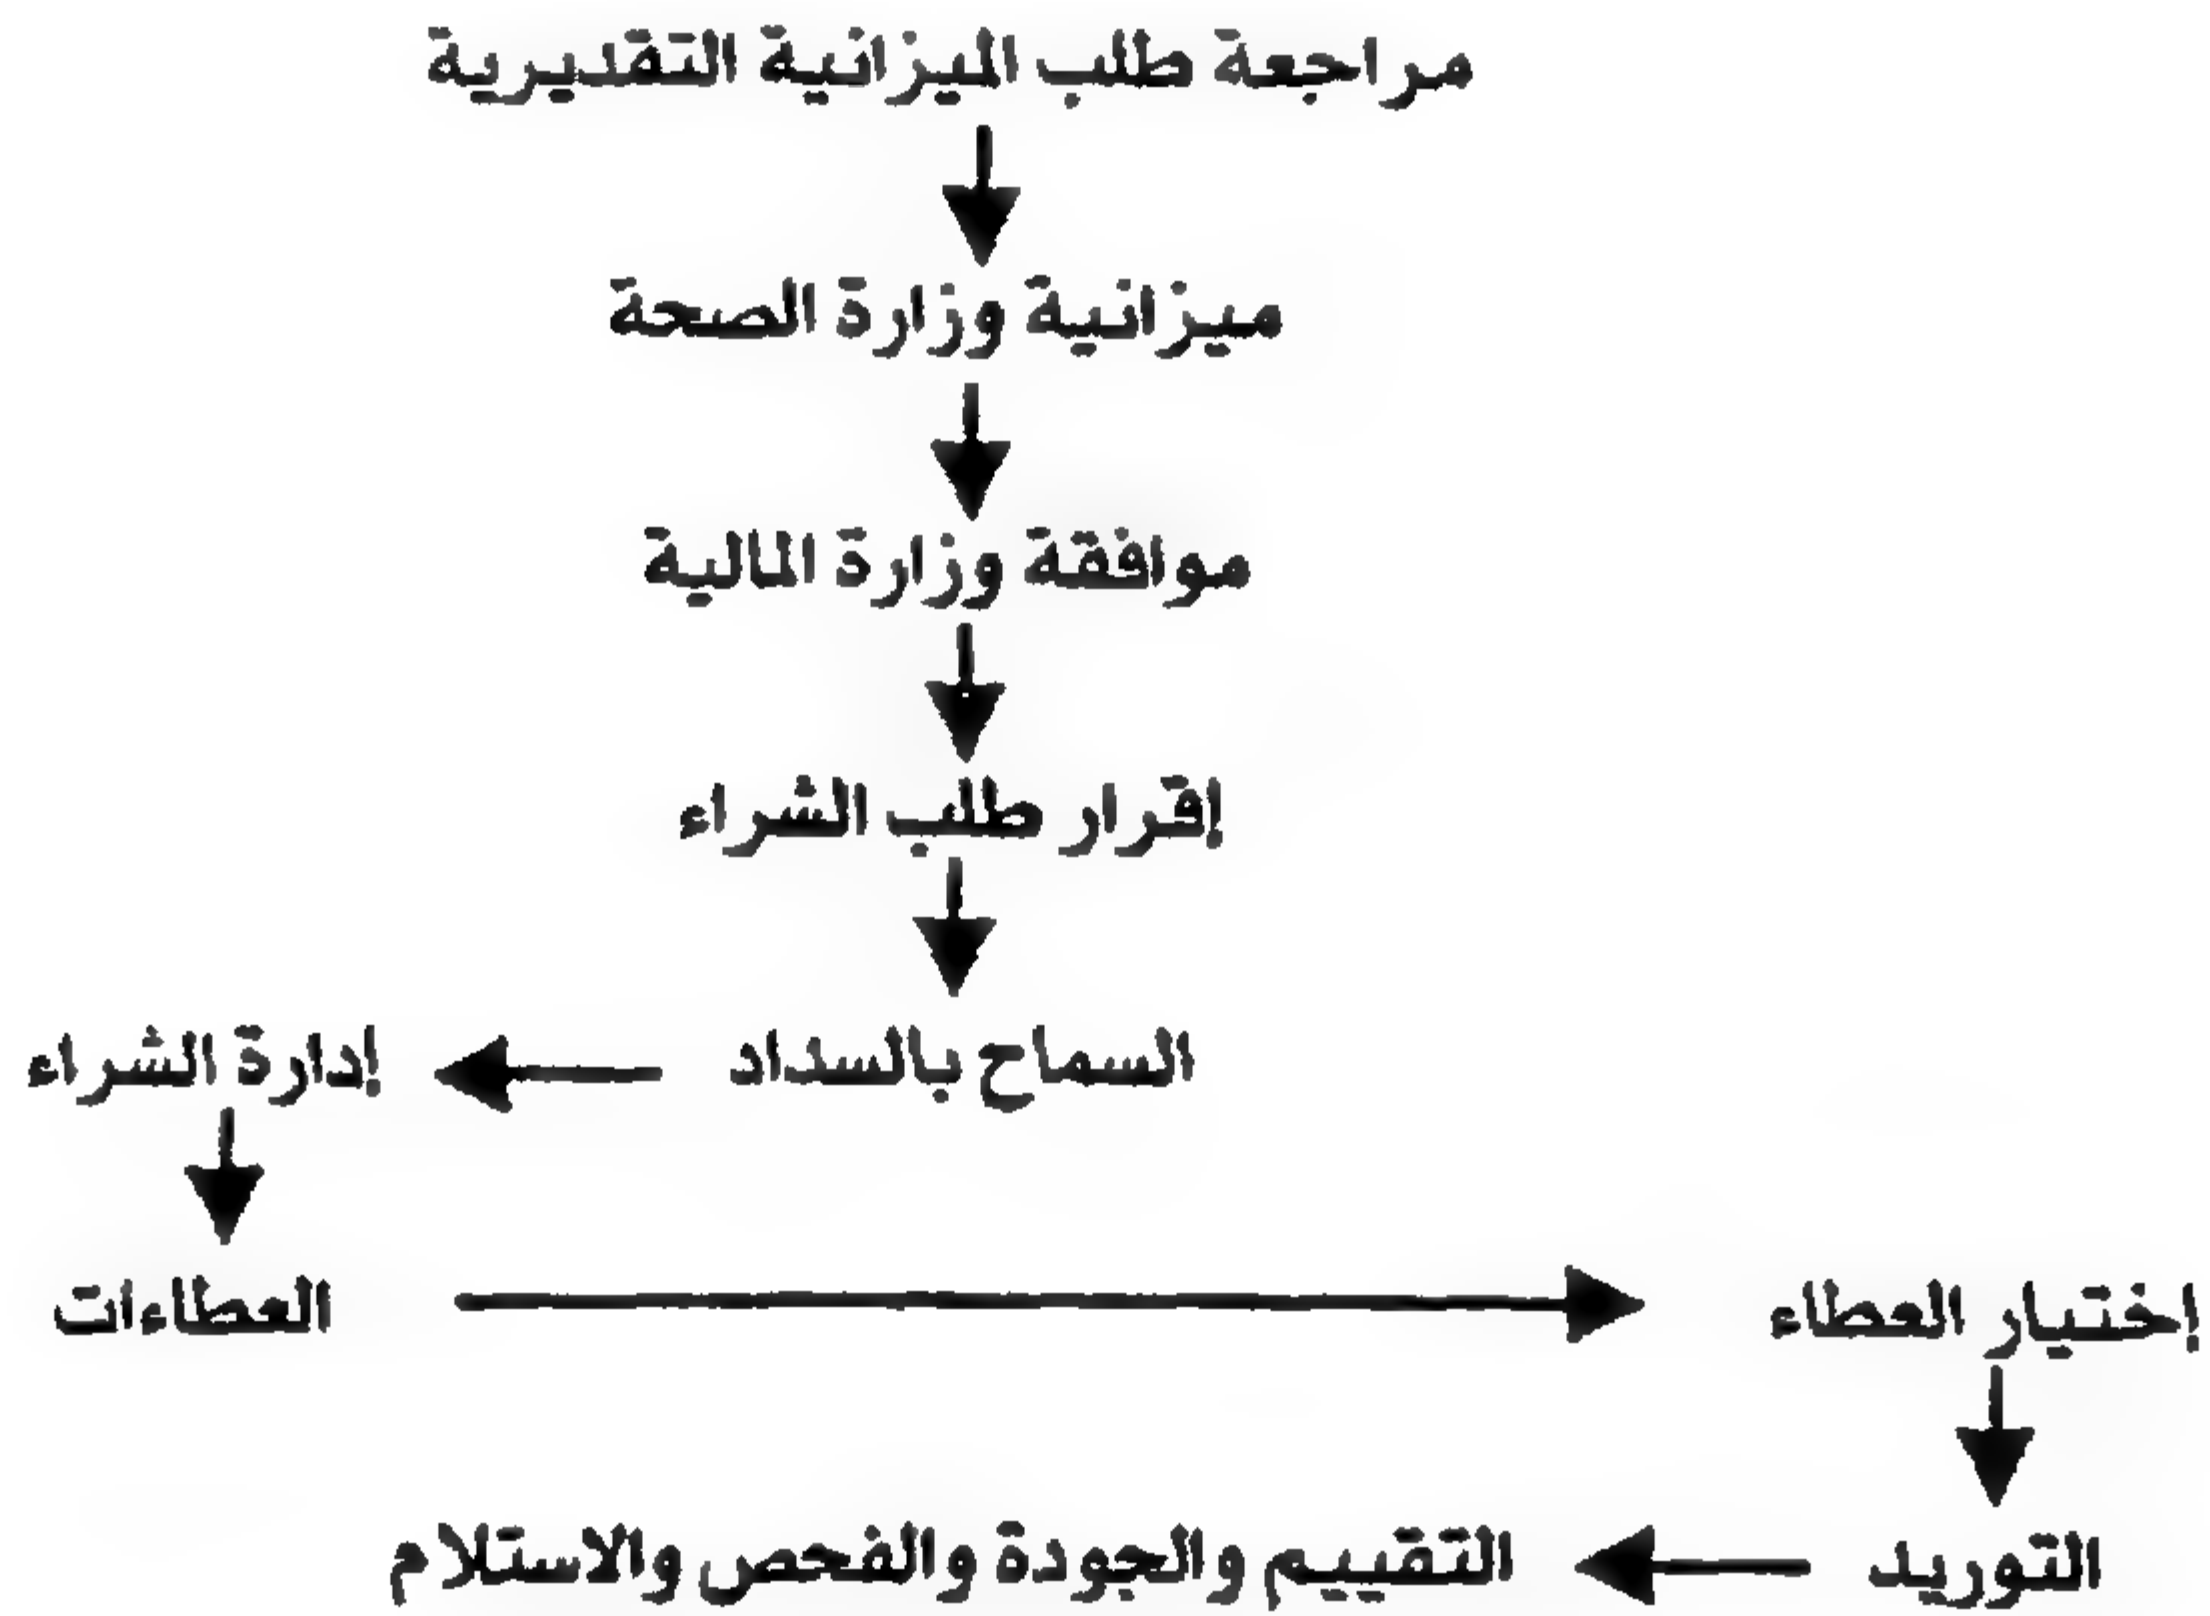 مراجعة طلب الميزانية التقديرية
ميزانية وزارة الصحة
موافقة وزارة المالية
إقرار طلب الشراء
السماح بالسداد
إدارة الشراء
العطاءات
إختيار العطاء
التوريد
التقييم والجودة والفحص والاستلام